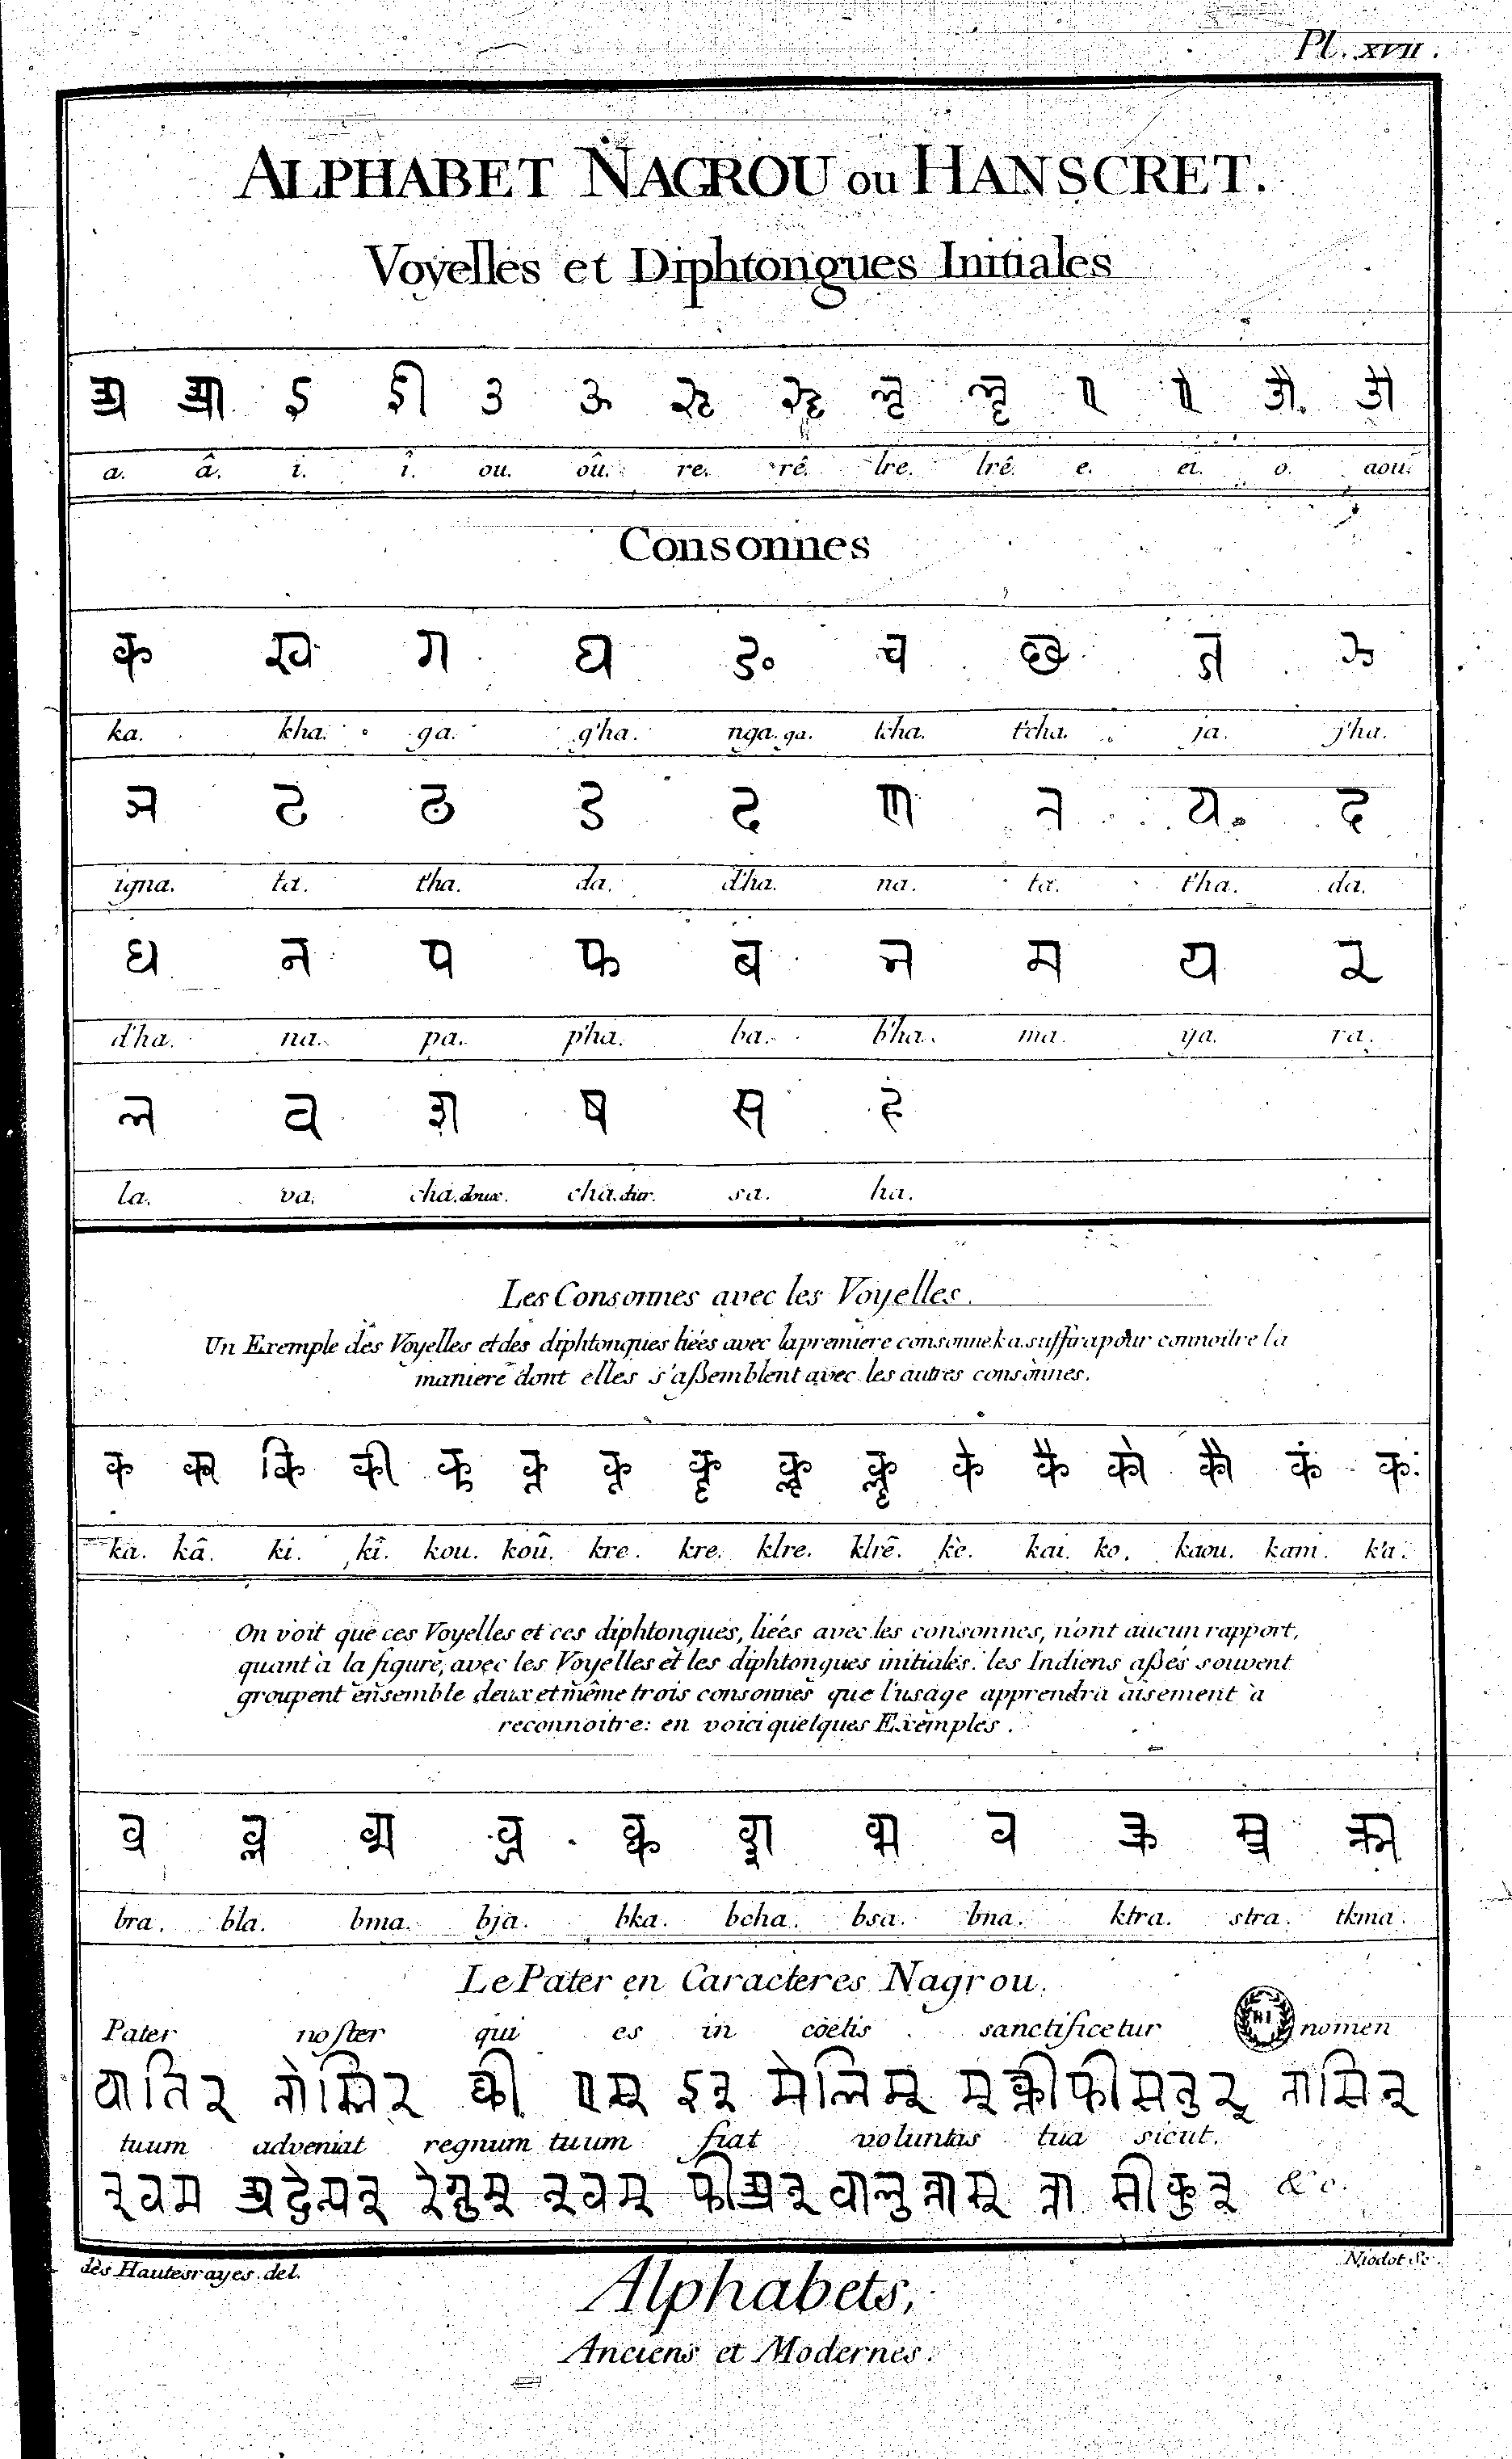 Pl. XVII.
ALPHABET NAGROU ou HANSCRET.
Voyelles et Diphtongues Initiales
अ आ इ ई उ ऊ ऋ ॠ ऌ ॡ ए ऐ ओ औ
a. â. i. î. ou. oû. re. rê. lre. lrê. e. ei. o. aou.
Consonnes
क ख ग घ ङ च छ ज झ
ka. kha. ga. g'ha. nga. ga. tcha. t'cha. ja. j'ha.
ञ ट ठ ड ढ ण त थ द
igna. ta. t'ha. da. d'ha. na. ta. t'ha. da.
ध न प फ ब भ म य र
d'ha. na. pa. p'ha. ba. b'ha. ma. ya. ra.
ल व श ष स ह
la. va. cha. doux. cha. dur. sa. ha.
Les Consonnes avec les Voyelles.
Un Exemple des Voyelles et des diphtongues liées avec la premiere consonne ka. suffira pour connoitre la
maniere dont elles s'aßemblent avec les autres consonnes.
क का कि की कु कू कृ कॄ कॢ कॣ के कै को कौ कं कः
ka. kâ. ki. kî. kou. koû. kre. kre. klre. klrê. kè. kai. ko. kaou. kam. k'a.
On voit que ces Voyelles et ces diphtongues, liées avec les consonnes, n'ont aucun rapport,
quant à la figure, avec les Voyelles et les diphtongues initiales. les Indiens aßés souvent
groupent ensemble deux et même trois consonnes que l'usage apprendra aisement à
reconnoitre: en voici quelques Exemples.
bra. bla. bma. bja. bka. bcha. bsa. bna. ktra. stra. tkma.
Le Pater en Caracteres Nagrou.
Pater noster qui es in coelis sanctificetur nomen
tuum adveniat regnum tuum fiat voluntas tua sicut.
&c.
des Hautesrayes. del.
Niodot Sc.
Alphabets,
Anciens et Modernes.